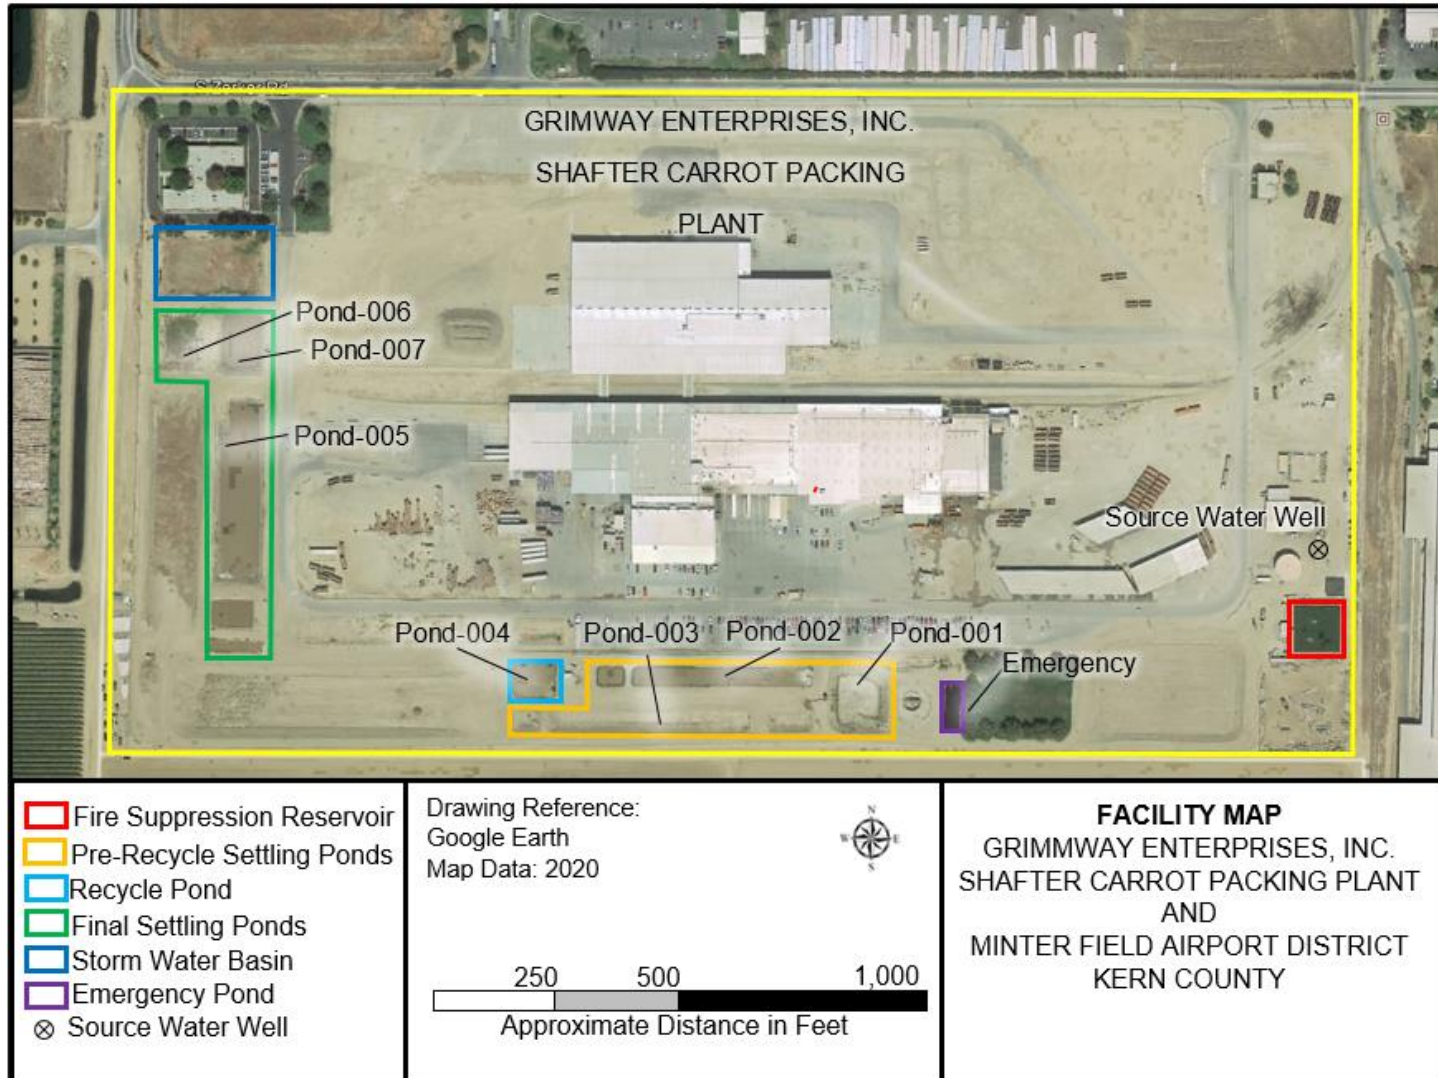 S Zerker Rd
GRIMWAY ENTERPRISES, INC.
SHAFTER CARROT PACKING
PLANT
Pond-006
Pond-007
Pond-005
Source Water Well
Pond-004
Pond-003
Pond-002
Pond-001
Emergency
Fire Suppression Reservoir
Pre-Recycle Settling Ponds
Recycle Pond
Final Settling Ponds
Storm Water Basin
Emergency Pond
Source Water Well
Drawing Reference:
Google Earth
Map Data: 2020
N
W E
S
250 500 1,000
Approximate Distance in Feet
FACILITY MAP
GRIMMWAY ENTERPRISES, INC.
SHAFTER CARROT PACKING PLANT
AND
MINTER FIELD AIRPORT DISTRICT
KERN COUNTY